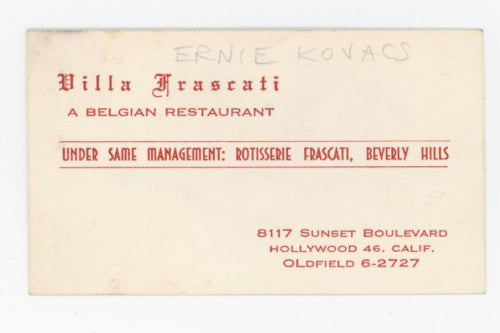 ERNIE KOVACS
Villa Frascati
A BELGIAN RESTAURANT
UNDER SAME MANAGEMENT: ROTISSERIE FRASCATI, BEVERLY HILLS
8117 SUNSET BOULEVARD
HOLLYWOOD 46, CALIF.
OLDFIELD 6-2727